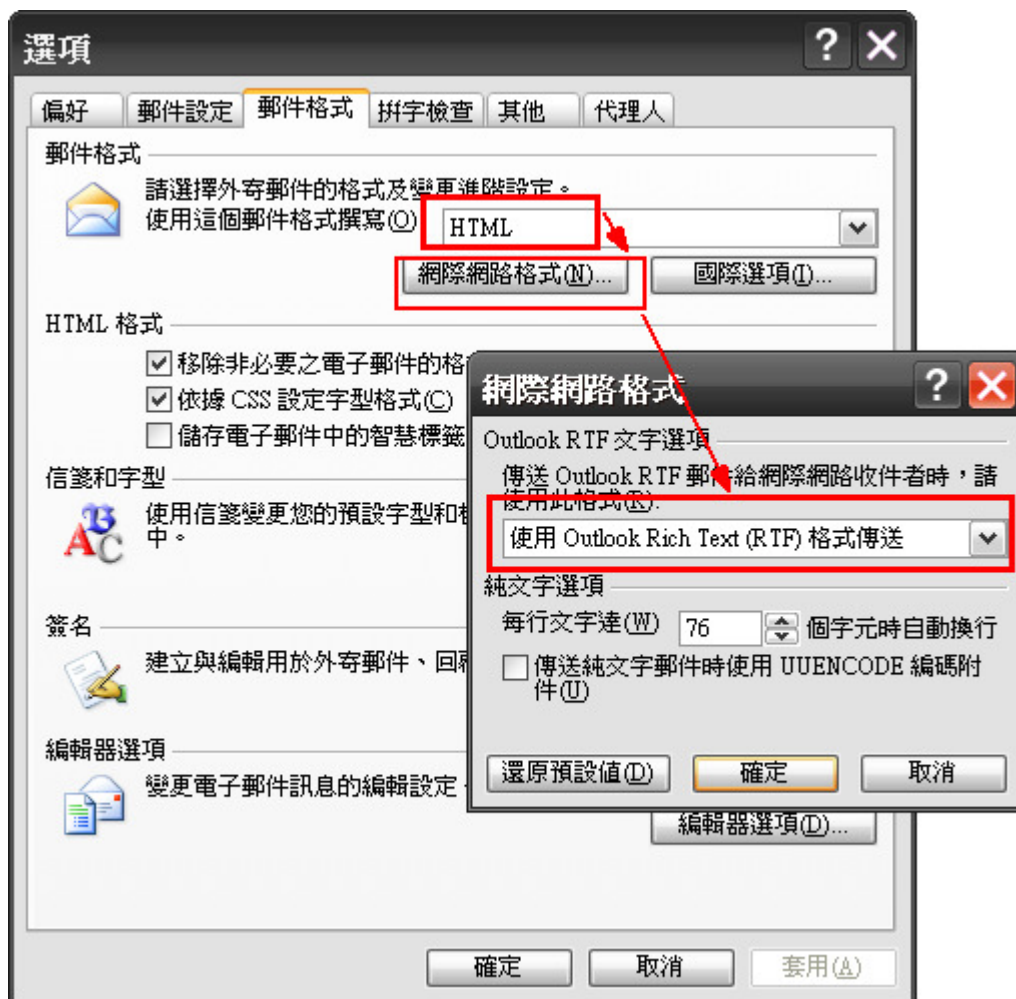 選項
偏好
郵件設定
郵件格式
拼字檢查
其他
代理人
郵件格式
請選擇外寄郵件的格式及變更進階設定。
使用這個郵件格式撰寫(O)
HTML
網際網路格式(N)...
國際選項(I)...
HTML 格式
移除非必要之電子郵件的格
依據 CSS 設定字型格式(C)
儲存電子郵件中的智慧標籤
信箋和字型
使用信箋變更您的預設字型和
中。
簽名
建立與編輯用於外寄郵件、回
編輯器選項
變更電子郵件訊息的編輯設定。
編輯器選項(D)...
確定
取消
套用(A)
網際網路格式
Outlook RTF 文字選項
傳送 Outlook RTF 郵件給網際網路收件者時，請
使用此格式(R):
使用 Outlook Rich Text (RTF) 格式傳送
純文字選項
每行文字達(W) 76 個字元時自動換行
傳送純文字郵件時使用 UUENCODE 編碼附
件(U)
還原預設值(D)
確定
取消